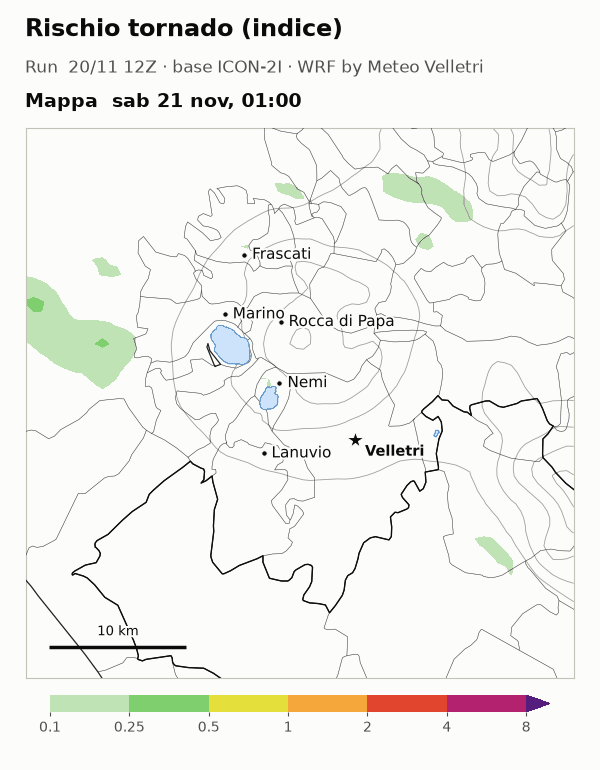 Rischio tornado (indice)
Run  20/11 12Z · base ICON-2I · WRF by Meteo Velletri
Mappa  sab 21 nov, 01:00
Frascati
Marino
Rocca di Papa
Nemi
Velletri
Lanuvio
10 km
0.1 0.25 0.5 1 2 4 8